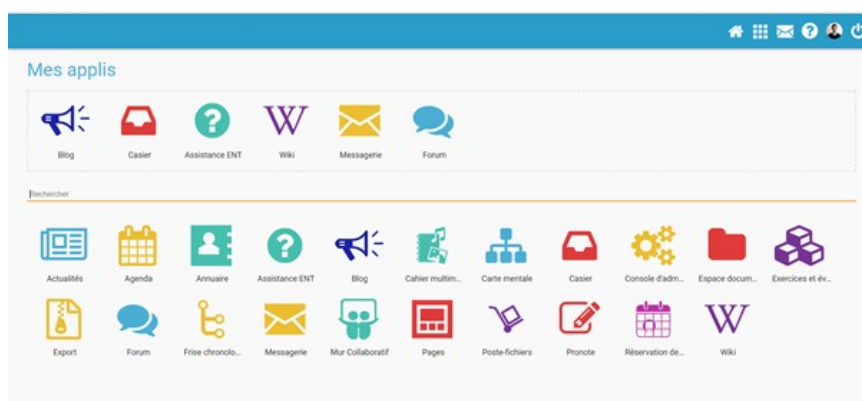 Mes applis
Blog Casier Assistance ENT Wiki Messagerie Forum
Rechercher
Actualités Agenda Annuaire Assistance ENT Blog Cahier multim... Carte mentale Casier Console d'adm... Espace docum... Exercices et év...
Export Forum Frise chronolo... Messagerie Mur Collaboratif Pages Poste-fichiers Pronote Réservation de... Wiki